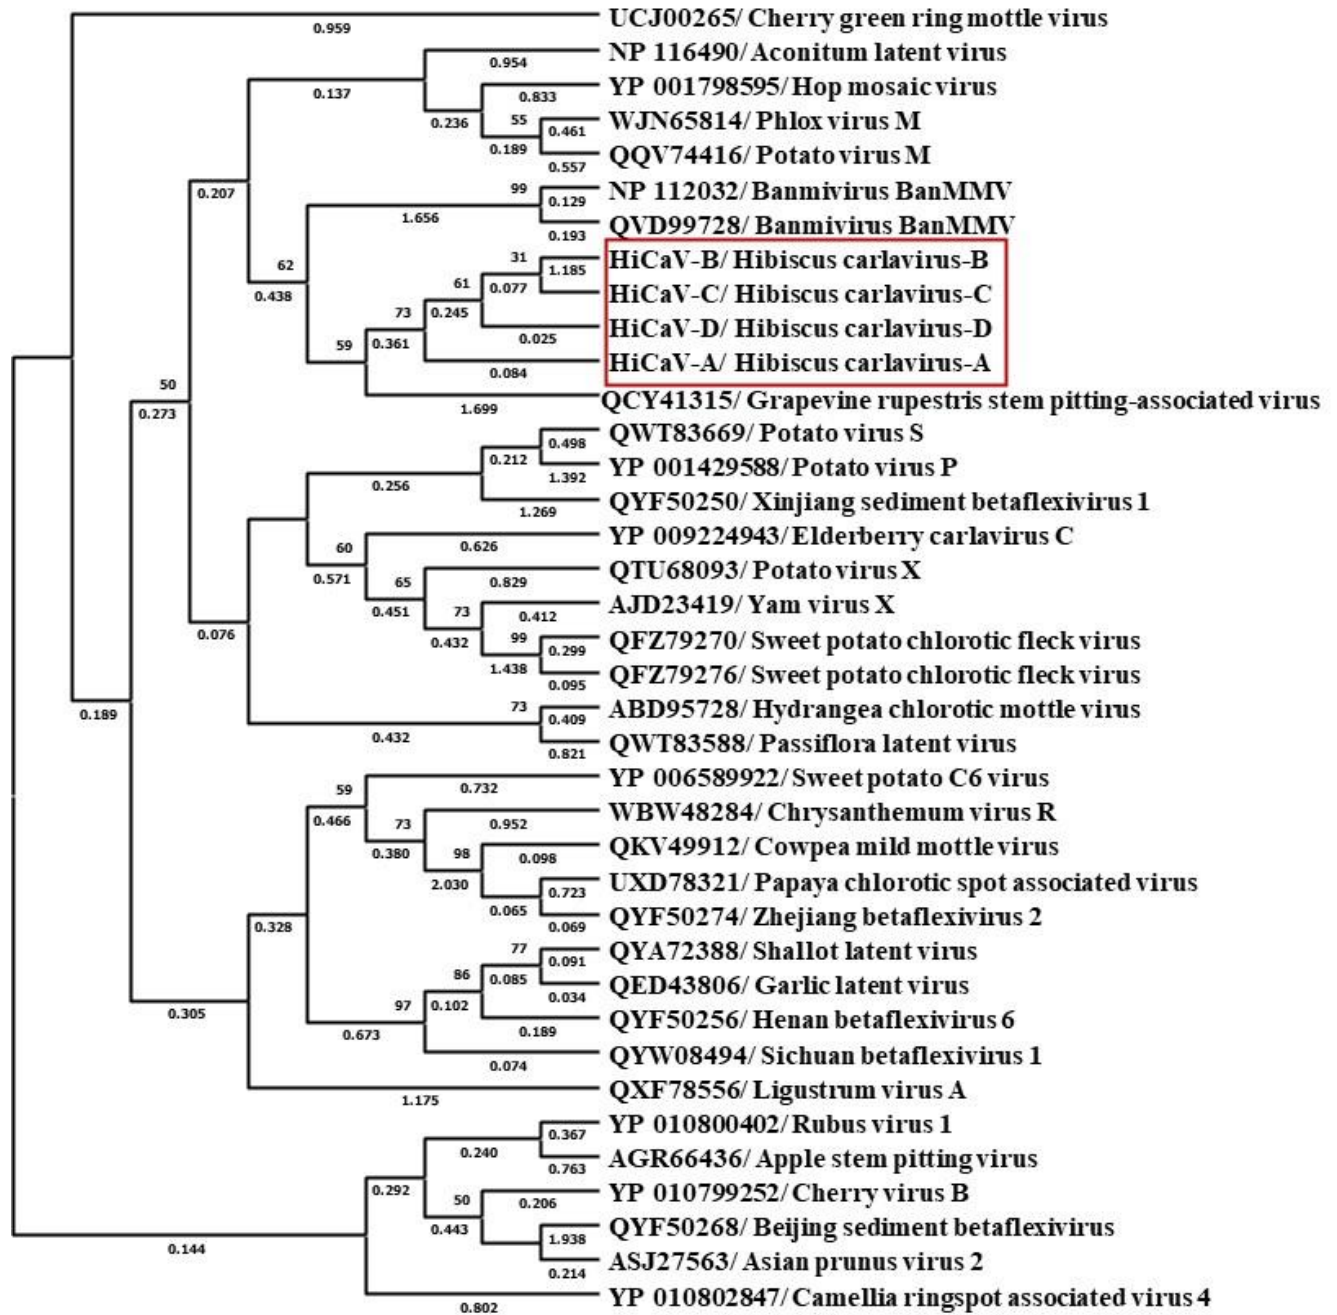 UCJ00265/ Cherry green ring mottle virus
0.959
NP 116490/ Aconitum latent virus
0.954
YP 001798595/ Hop mosaic virus
0.137
0.833
WJN65814/ Phlox virus M
0.236
55
0.461
QQV74416/ Potato virus M
0.189
0.557
NP 112032/ Banmivirus BanMMV
99
0.129
0.207
1.656
QVD99728/ Banmivirus BanMMV
0.193
HiCaV-B/ Hibiscus carlavirus-B
31
62
1.185
HiCaV-C/ Hibiscus carlavirus-C
61
0.077
0.438
HiCaV-D/ Hibiscus carlavirus-D
73
0.245
0.025
59
0.361
HiCaV-A/ Hibiscus carlavirus-A
0.084
50
QCY41315/ Grapevine rupestris stem pitting-associated virus
0.273
1.699
QWT83669/ Potato virus S
0.498
0.212
YP 001429588/ Potato virus P
1.392
0.256
QYF50250/ Xinjiang sediment betaflexivirus 1
1.269
YP 009224943/ Elderberry carlavirus C
60
0.626
QTU68093/ Potato virus X
0.571
65
0.829
AJD23419/ Yam virus X
0.451
73
0.412
QFZ79270/ Sweet potato chlorotic fleck virus
0.076
0.432
99
0.299
QFZ79276/ Sweet potato chlorotic fleck virus
1.438
0.095
ABD95728/ Hydrangea chlorotic mottle virus
73
0.189
0.409
QWT83588/ Passiflora latent virus
0.432
0.821
YP 006589922/ Sweet potato C6 virus
59
0.732
WBW48284/ Chrysanthemum virus R
0.466
73
0.952
QKV49912/ Cowpea mild mottle virus
0.380
98
0.098
UXD78321/ Papaya chlorotic spot associated virus
2.030
0.723
QYF50274/ Zhejiang betaflexivirus 2
0.065
0.328
0.069
QYA72388/ Shallot latent virus
77
0.091
QED43806/ Garlic latent virus
86
0.085
0.034
QYF50256/ Henan betaflexivirus 6
97
0.102
0.305
0.673
0.189
QYW08494/ Sichuan betaflexivirus 1
0.074
QXF78556/ Ligustrum virus A
1.175
YP 010800402/ Rubus virus 1
0.367
AGR66436/ Apple stem pitting virus
0.240
0.763
YP 010799252/ Cherry virus B
0.292
50
0.206
QYF50268/ Beijing sediment betaflexivirus
0.443
1.938
ASJ27563/ Asian prunus virus 2
0.144
0.214
YP 010802847/ Camellia ringspot associated virus 4
0.802